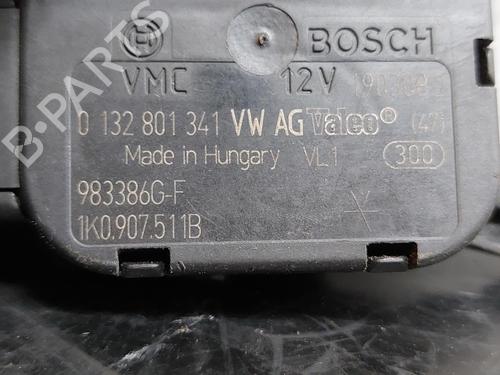 BOSCH
VMC 12V
0 132 801 341 VW AG Valeo® (47)
Made in Hungary VL1 300
983386G-F
1K0.907.511B